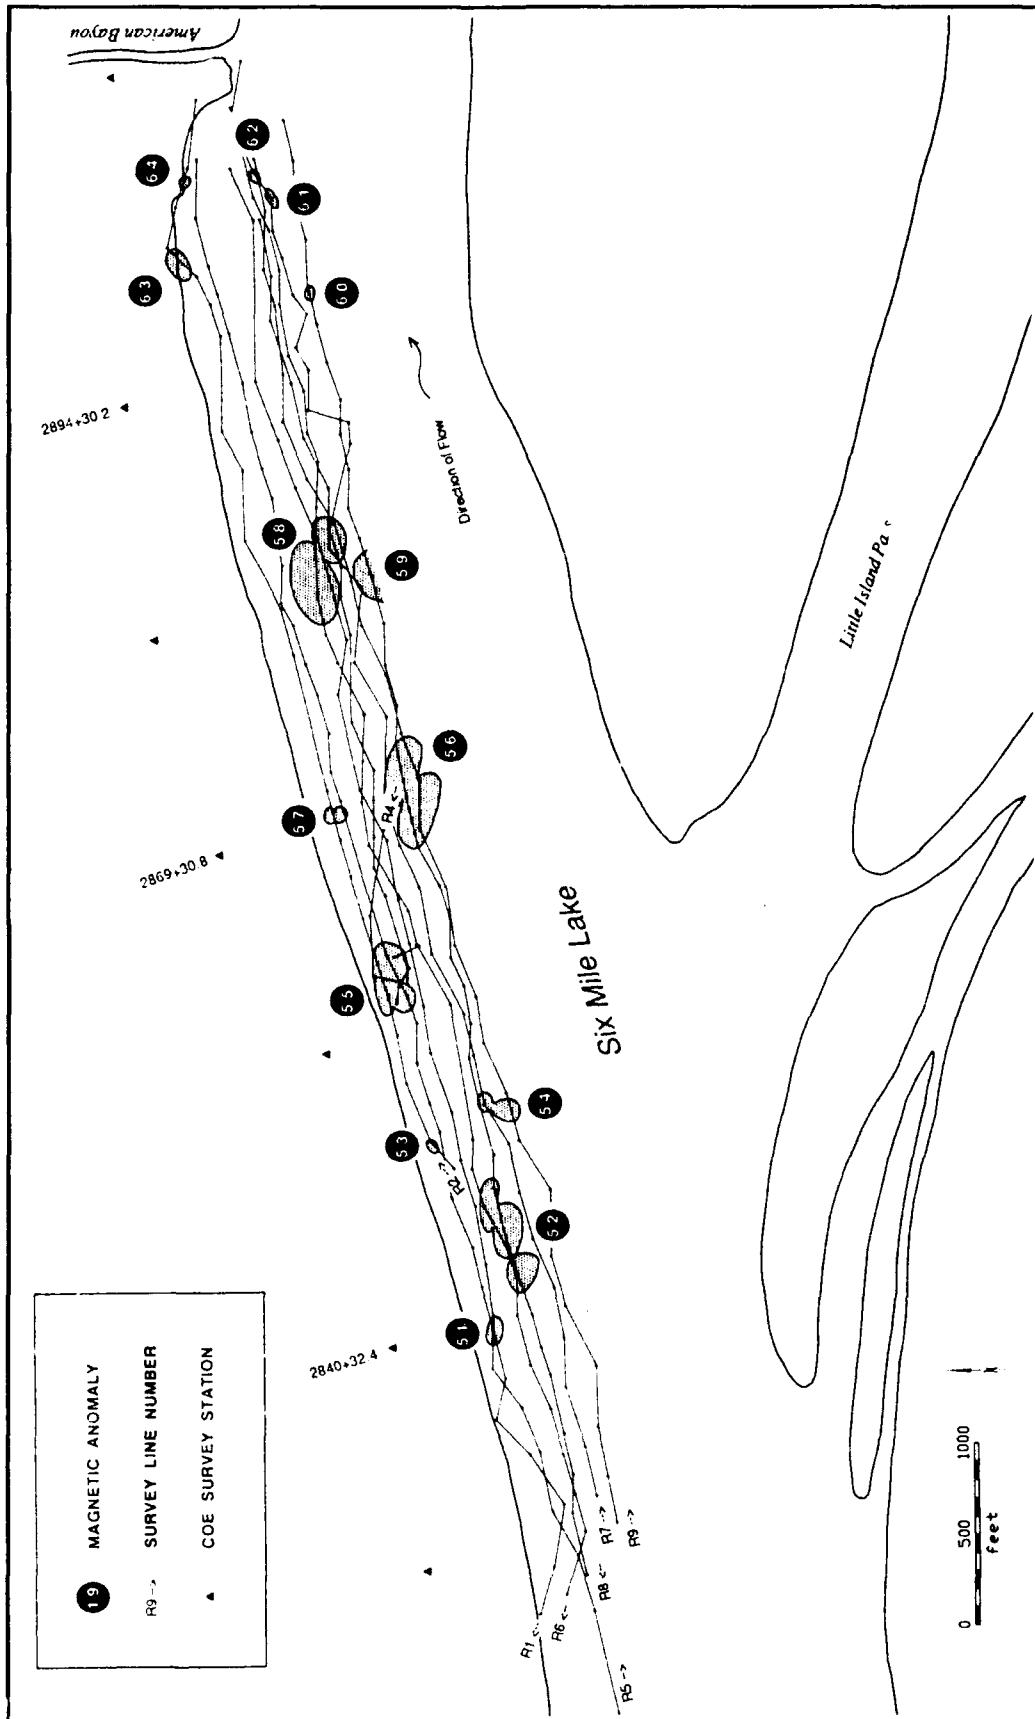 19 MAGNETIC ANOMALY
R9--> SURVEY LINE NUMBER
▲ COE SURVEY STATION
American Bayou
2840+32.4
2869+30.8
2894+30.2
51
52
53
54
55
56
57
58
59
60
61
62
63
64
R1 <--
R2-->
R4 <--
R5 -->
R6 <--
R7 -->
R8 <--
R9 -->
Direction of Flow
Six Mile Lake
Little Island
0 500 1000
feet